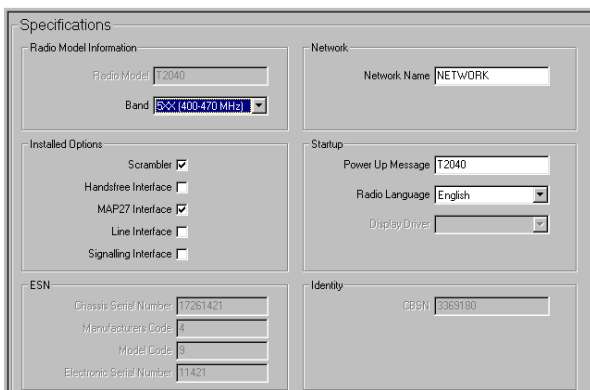 Specifications
Radio Model Information
Radio Model T2040
Band 5XX (400-470 MHz)
Network
Network Name NETWORK
Installed Options
Scrambler
Handsfree Interface
MAP27 Interface
Line Interface
Signalling Interface
Startup
Power Up Message T2040
Radio Language English
Display Driver
ESN
Chassis Serial Number 17261421
Manufacturers Code 4
Model Code 9
Electronic Serial Number 11421
Identity
CBSN 3369180